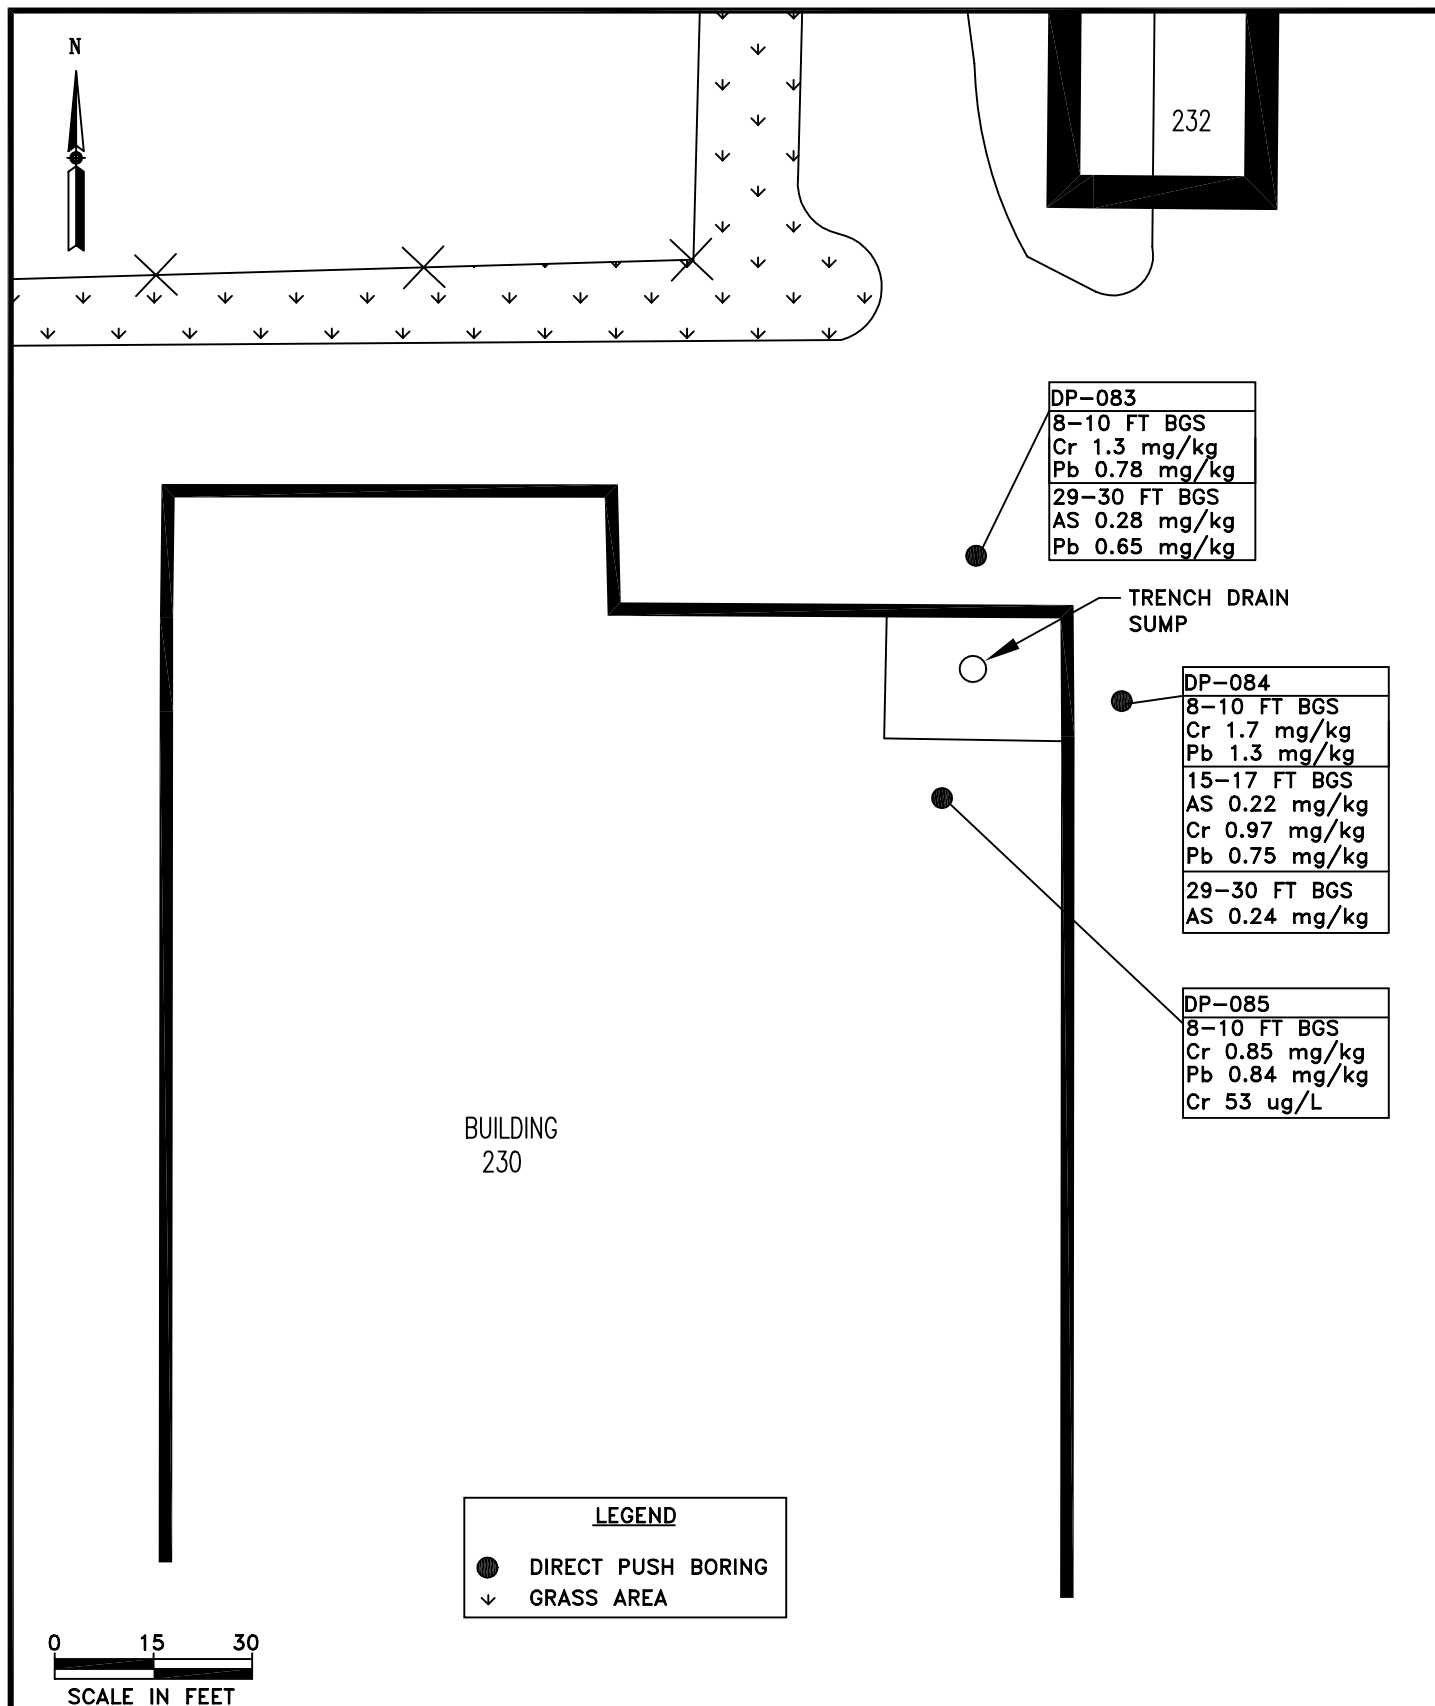 N
232
DP-083
8-10 FT BGS
Cr 1.3 mg/kg
Pb 0.78 mg/kg
29-30 FT BGS
AS 0.28 mg/kg
Pb 0.65 mg/kg
TRENCH DRAIN
SUMP
DP-084
8-10 FT BGS
Cr 1.7 mg/kg
Pb 1.3 mg/kg
15-17 FT BGS
AS 0.22 mg/kg
Cr 0.97 mg/kg
Pb 0.75 mg/kg
29-30 FT BGS
AS 0.24 mg/kg
DP-085
8-10 FT BGS
Cr 0.85 mg/kg
Pb 0.84 mg/kg
Cr 53 ug/L
BUILDING
230
LEGEND
DIRECT PUSH BORING
GRASS AREA
0 15 30
SCALE IN FEET